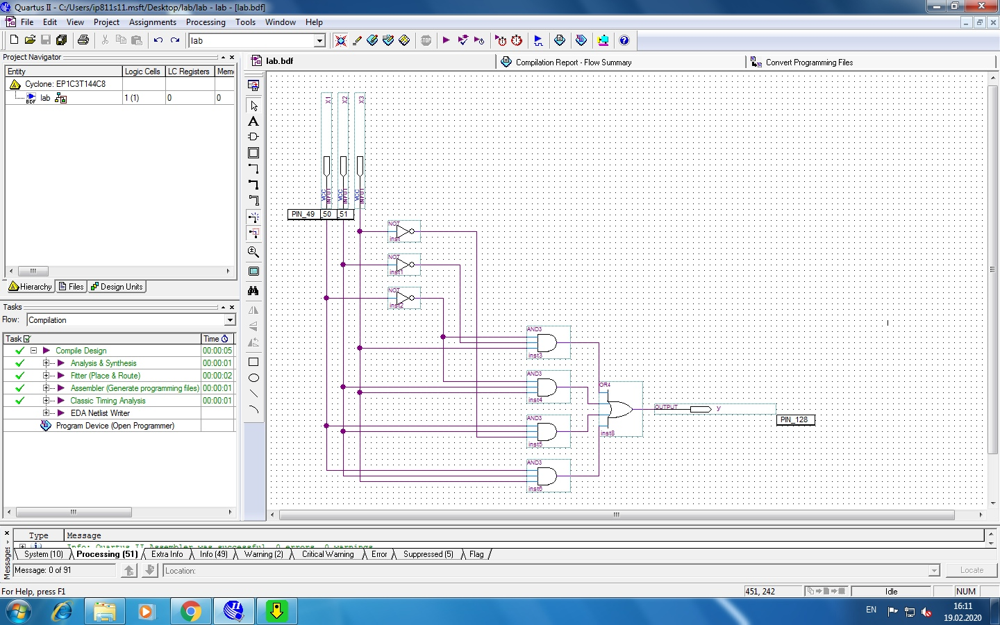 Quartus II - C:/Users/ip811s11.msft/Desktop/lab/lab - lab - [lab.bdf]
File Edit View Project Assignments Processing Tools Window Help
lab
Project Navigator
Entity Logic Cells LC Registers Mem
Cyclone: EP1C3T144C8
lab 1 (1) 0 0
Hierarchy Files Design Units
Tasks
Flow: Compilation
Task Time
Compile Design 00:00:05
Analysis & Synthesis 00:00:01
Fitter (Place & Route) 00:00:02
Assembler (Generate programming files) 00:00:01
Classic Timing Analysis 00:00:01
EDA Netlist Writer
Program Device (Open Programmer)
lab.bdf Compilation Report - Flow Summary Convert Programming Files
X1 X2 X3
VCC INPUT VCC INPUT VCC INPUT
PIN_49 _50 _51
NOT
inst
NOT
inst1
NOT
inst2
AND3
inst3
AND3
inst4
AND3
inst5
AND3
inst6
OR4
inst8
OUTPUT y
PIN_128
Type Message
Info: Quartus II Assembler was successful. 0 errors, 0 warnings
System (10) Processing (51) Extra Info Info (49) Warning (2) Critical Warning Error Suppressed (5) Flag
Messages
Message: 0 of 91 Location: Locate
For Help, press F1 451, 242 Idle NUM
EN 16:11
19.02.2020